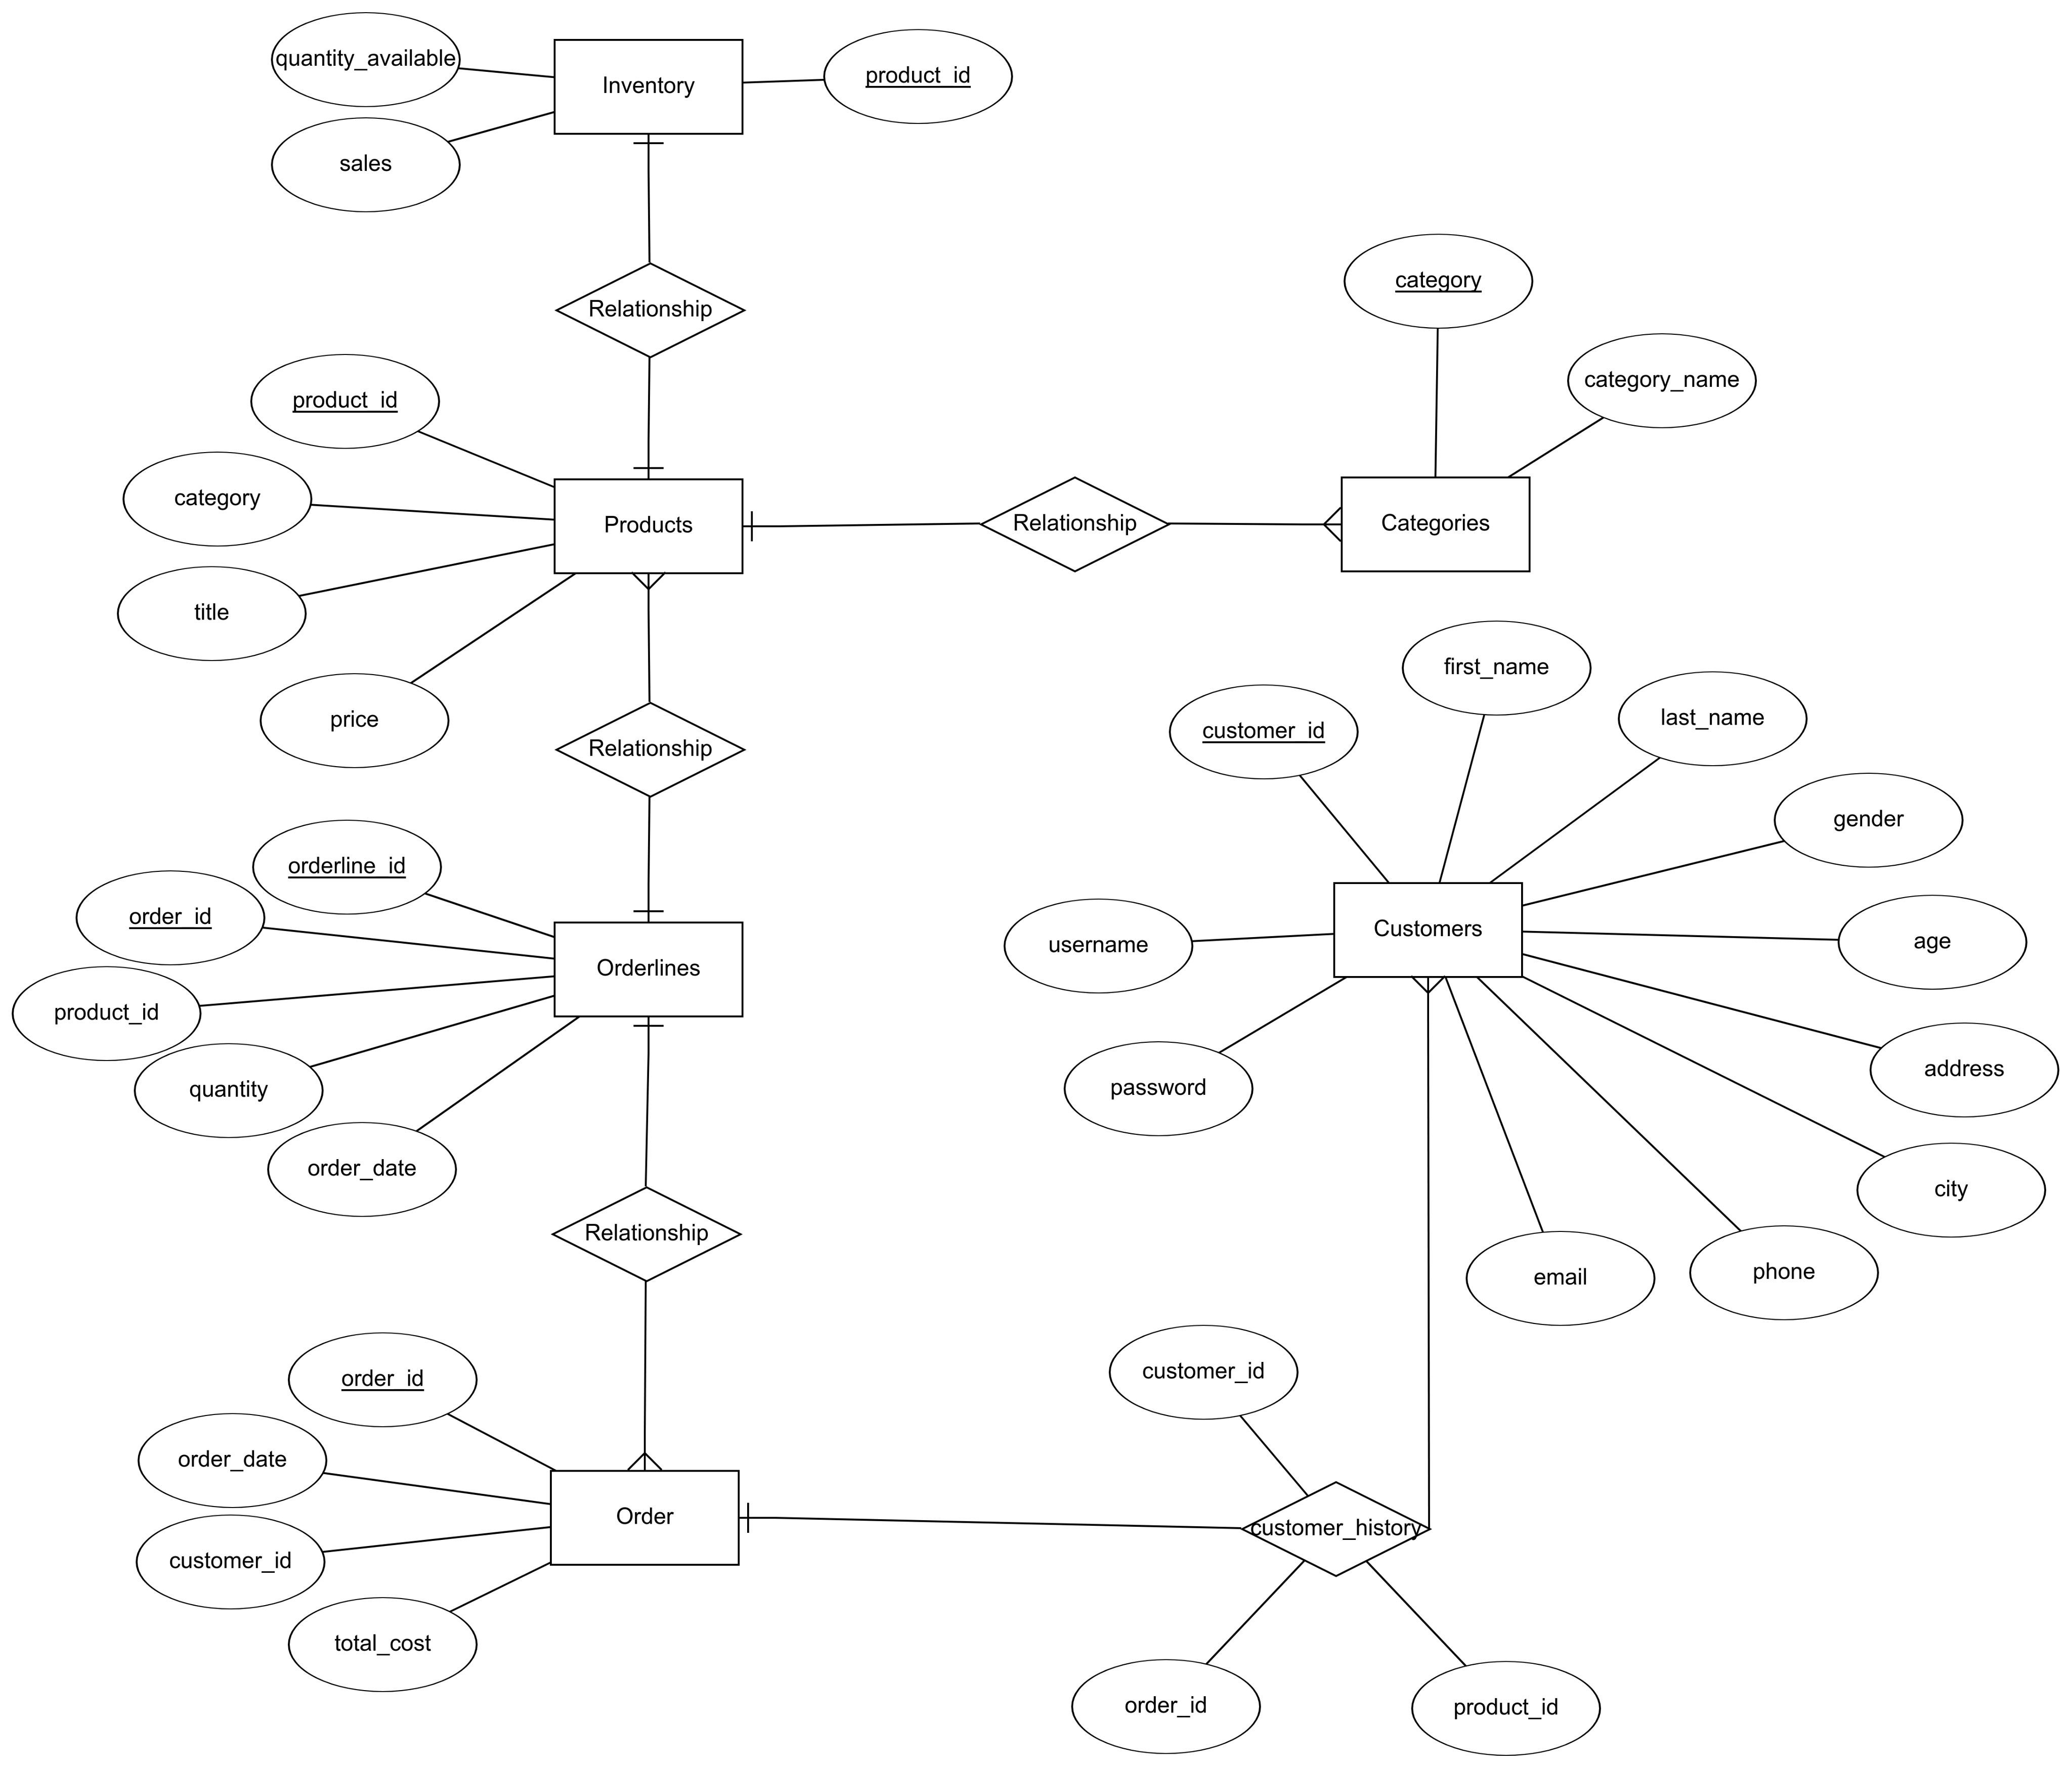 quantity_available
Inventory
product_id
sales
category
Relationship
category_name
product_id
category
Products
Relationship
Categories
title
first_name
price
customer_id
last_name
Relationship
gender
orderline_id
order_id
username
Customers
age
Orderlines
product_id
quantity
password
address
order_date
city
Relationship
email
phone
order_id
customer_id
order_date
Order
customer_history
customer_id
total_cost
order_id
product_id